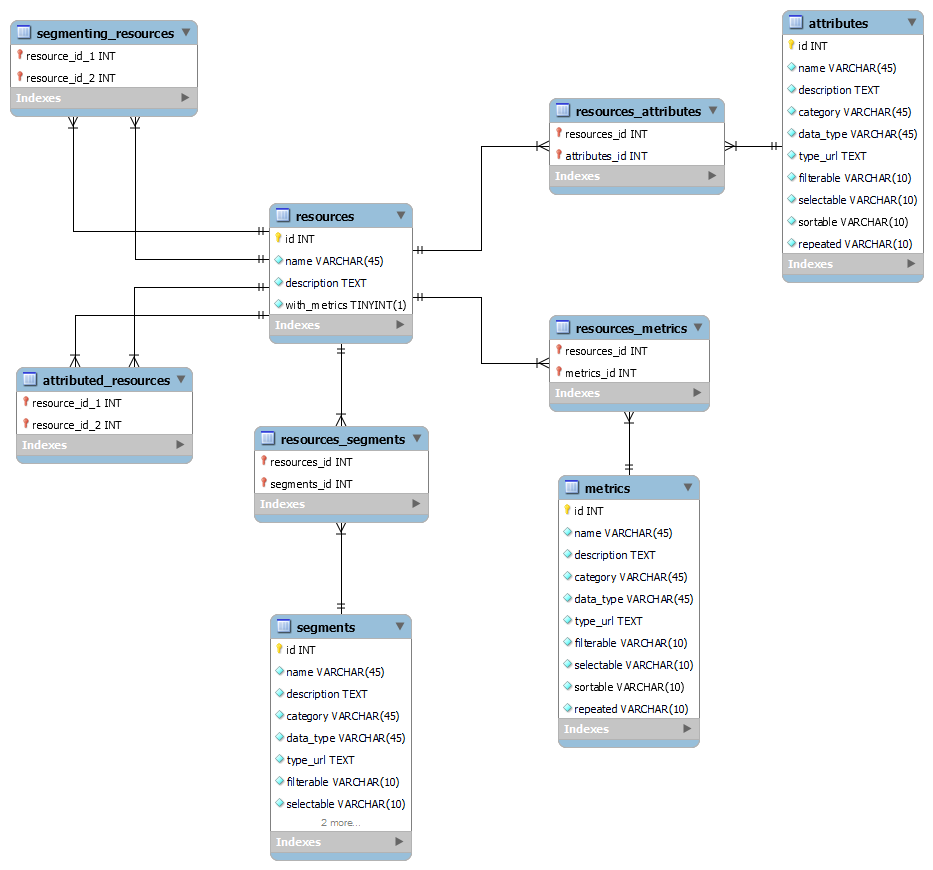 segmenting_resources
resource_id_1 INT
resource_id_2 INT
Indexes
attributes
id INT
name VARCHAR(45)
description TEXT
category VARCHAR(45)
data_type VARCHAR(45)
type_url TEXT
filterable VARCHAR(10)
selectable VARCHAR(10)
sortable VARCHAR(10)
repeated VARCHAR(10)
Indexes
resources_attributes
resources_id INT
attributes_id INT
Indexes
resources
id INT
name VARCHAR(45)
description TEXT
with_metrics TINYINT(1)
Indexes
resources_metrics
resources_id INT
metrics_id INT
Indexes
attributed_resources
resource_id_1 INT
resource_id_2 INT
Indexes
resources_segments
resources_id INT
segments_id INT
Indexes
metrics
id INT
name VARCHAR(45)
description TEXT
category VARCHAR(45)
data_type VARCHAR(45)
type_url TEXT
filterable VARCHAR(10)
selectable VARCHAR(10)
sortable VARCHAR(10)
repeated VARCHAR(10)
Indexes
segments
id INT
name VARCHAR(45)
description TEXT
category VARCHAR(45)
data_type VARCHAR(45)
type_url TEXT
filterable VARCHAR(10)
selectable VARCHAR(10)
2 more...
Indexes